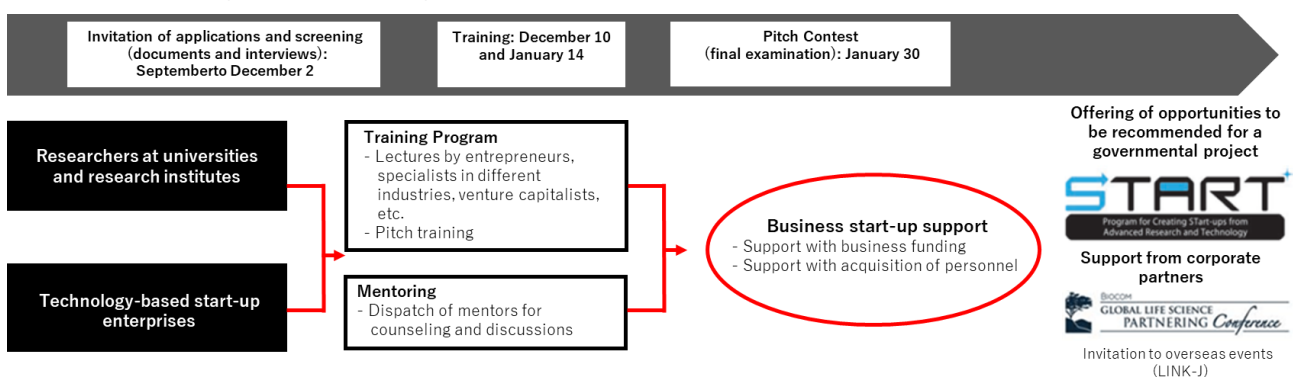 Invitation of applications and screening
(documents and interviews):
Septemberto December 2
Training: December 10
and January 14
Pitch Contest
(final examination): January 30
Researchers at universities
and research institutes
Technology-based start-up
enterprises
Training Program
- Lectures by entrepreneurs,
specialists in different
industries, venture capitalists,
etc.
- Pitch training
Mentoring
- Dispatch of mentors for
counseling and discussions
Business start-up support
- Support with business funding
- Support with acquisition of personnel
Offering of opportunities to
be recommended for a
governmental project
START
Program for Creating STart-ups from
Advanced Research and Technology
Support from corporate
partners
BIOCOM
GLOBAL LIFE SCIENCE
PARTNERING Conference
Invitation to overseas events
(LINK-J)